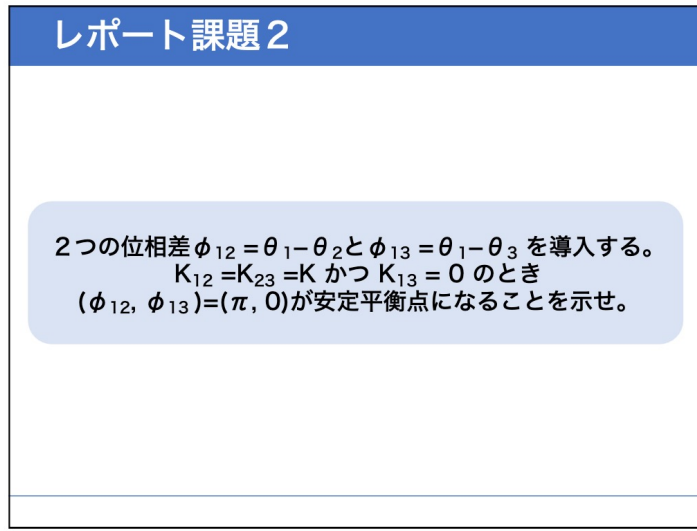 レポート課題2
2つの位相差φ₁₂ = θ₁−θ₂とφ₁₃ = θ₁−θ₃ を導入する。
K₁₂ =K₂₃ =K かつ K₁₃ = 0 のとき
(φ₁₂, φ₁₃)=(π, 0)が安定平衡点になることを示せ。